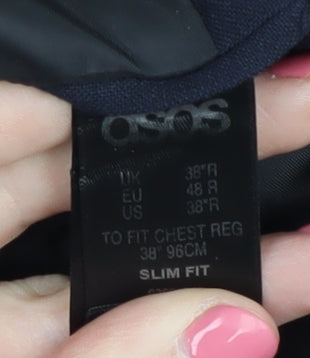 asos
UK 38"R
EU 48 R
US 38"R
TO FIT CHEST REG
38" 96CM
SLIM FIT